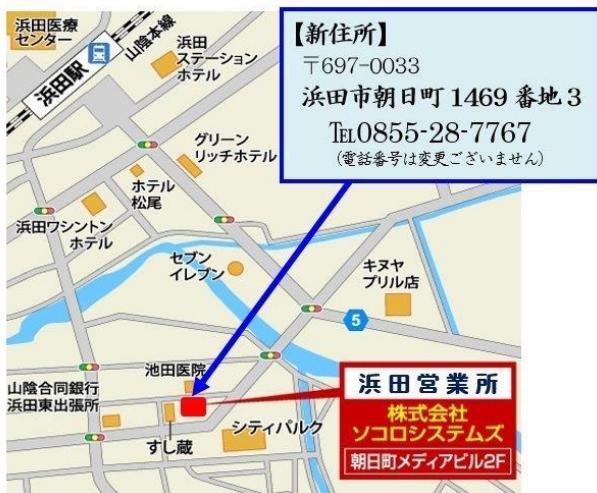 浜田医療
センター
浜田駅
山陰本線
浜田
ステーション
ホテル
【新住所】
〒697-0033
浜田市朝日町1469番地3
℡0855-28-7767
(電話番号は変更ございません)
グリーン
リッチホテル
ホテル
松尾
浜田ワシントン
ホテル
セブン
イレブン
キヌヤ
プリル店
5
池田医院
山陰合同銀行
浜田東出張所
すし蔵
シティパルク
浜田営業所
株式会社
ソコロシステムズ
朝日町メディアビル2F